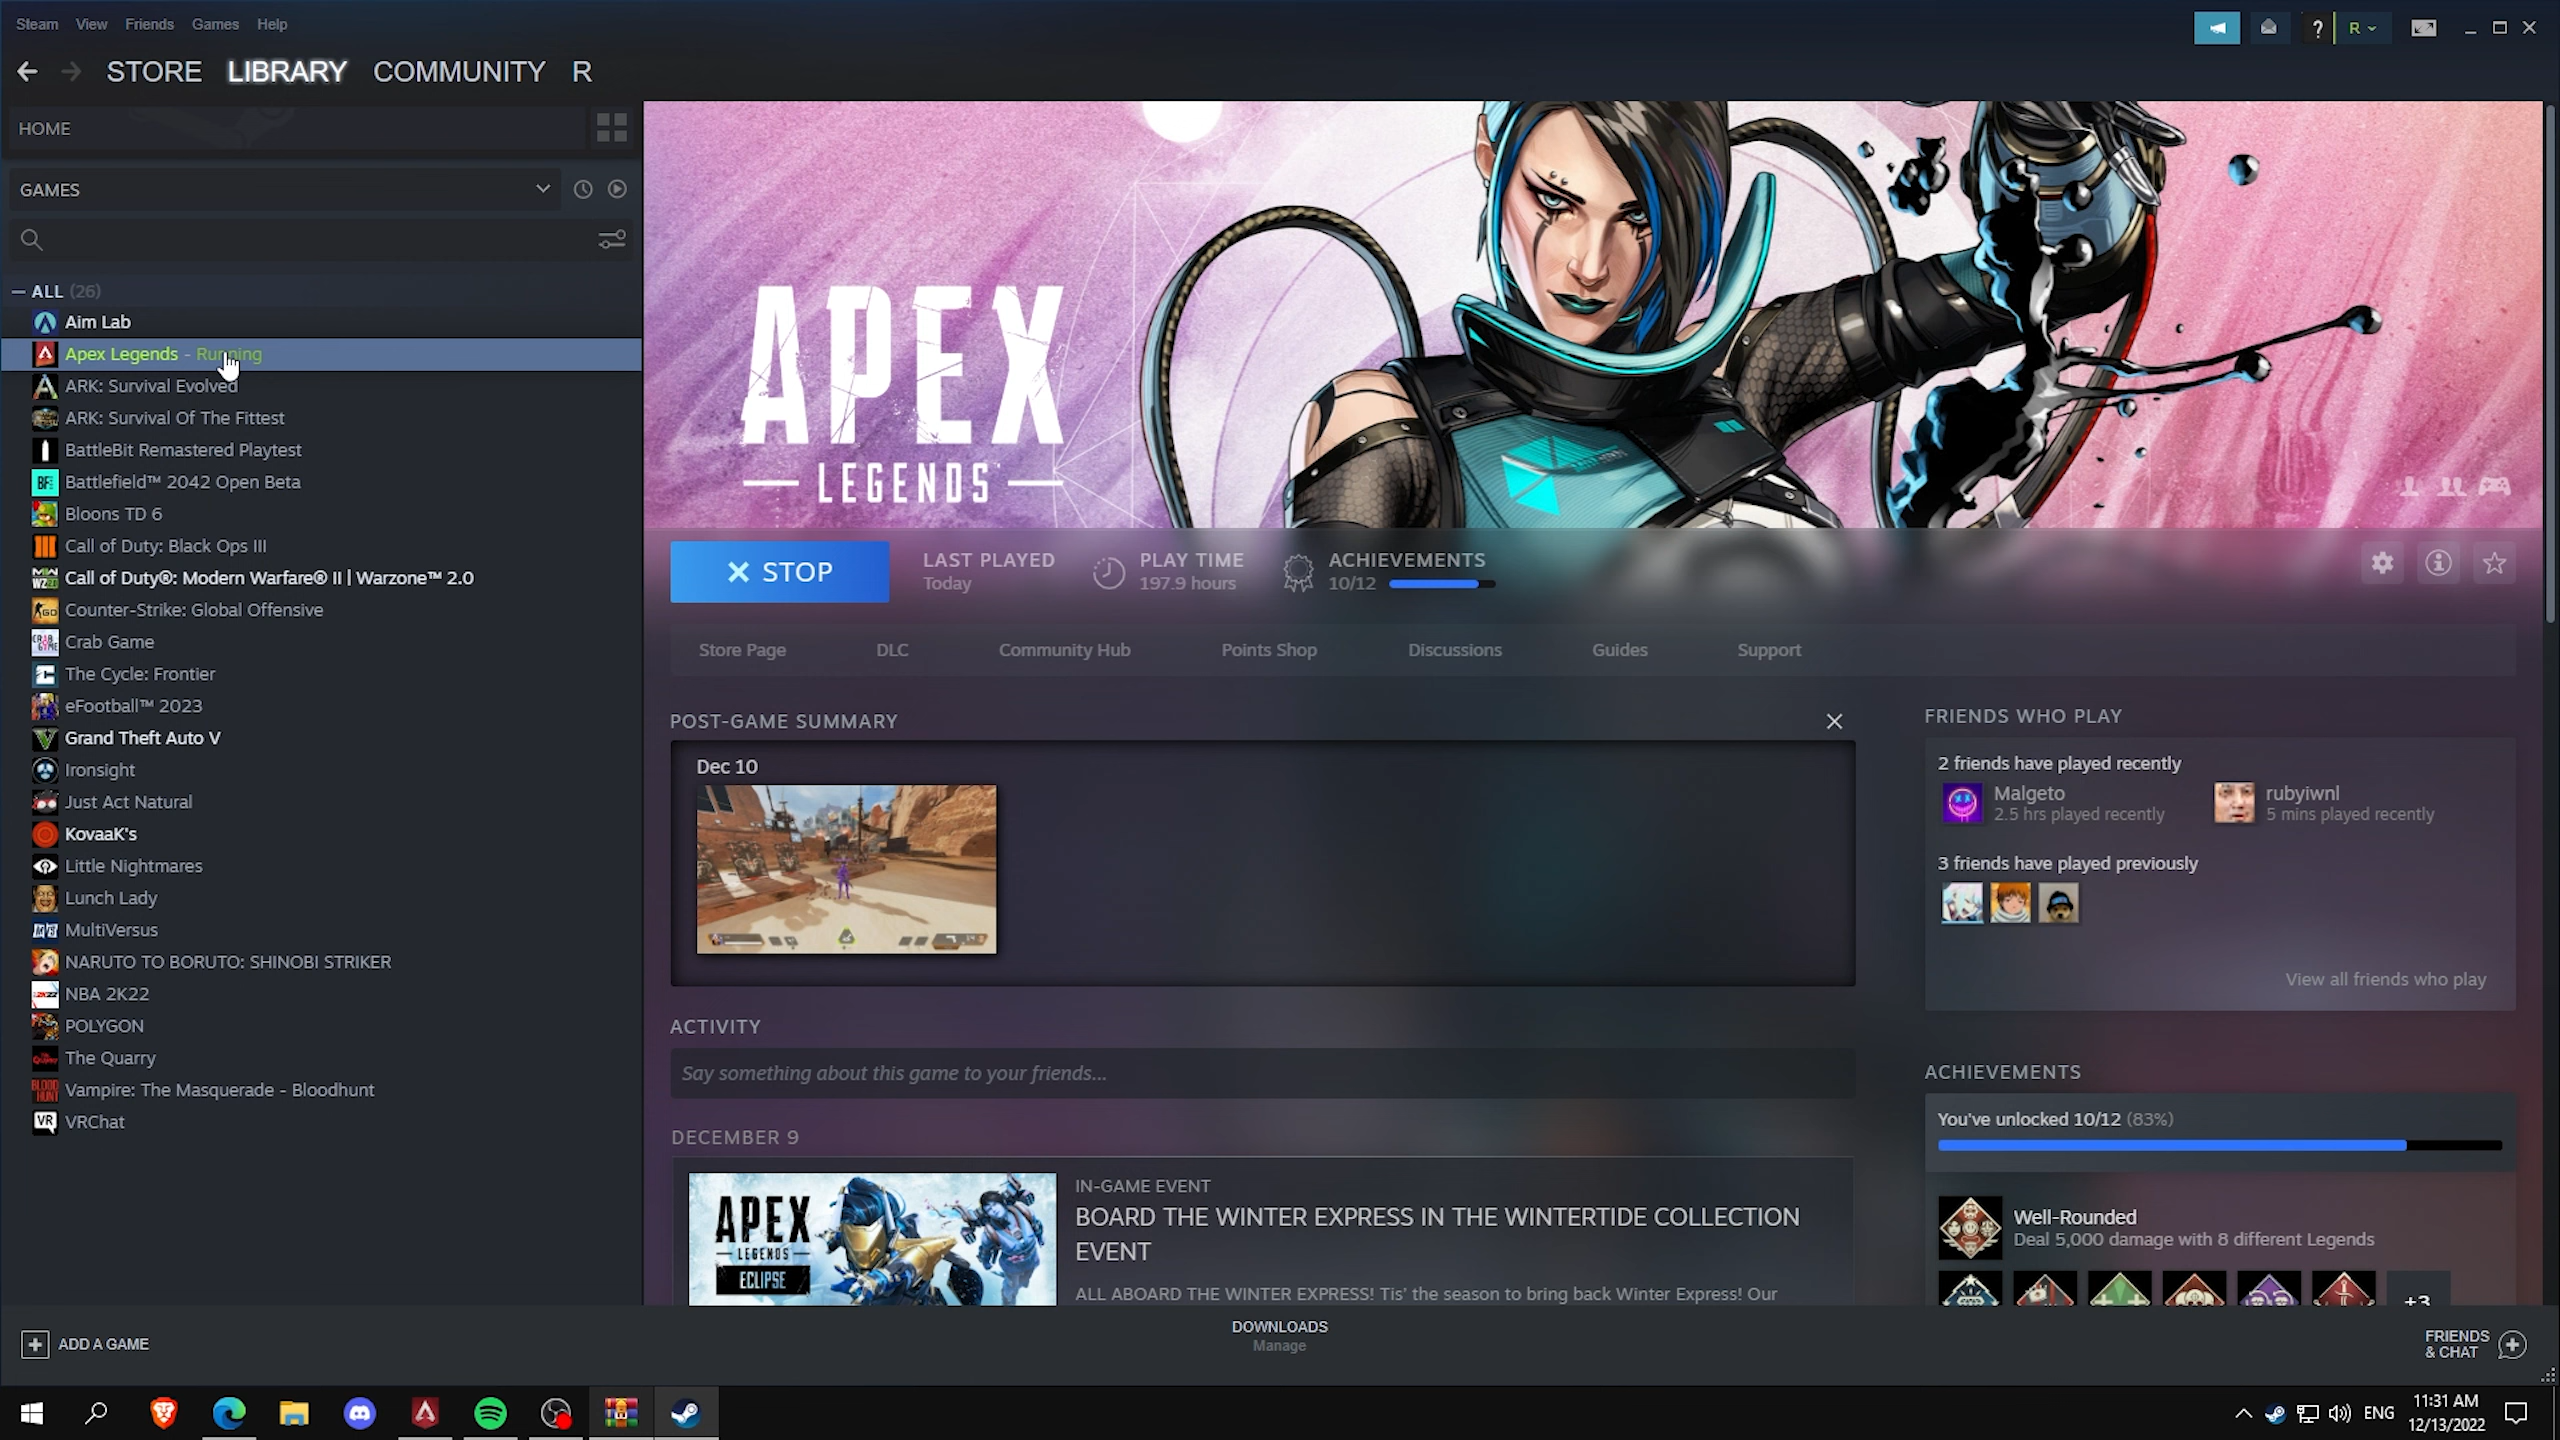 Steam View Friends Games Help
R
STORE LIBRARY COMMUNITY R
HOME
GAMES
ALL (26)
Aim Lab
Apex Legends - Running
ARK: Survival Evolved
ARK: Survival Of The Fittest
BattleBit Remastered Playtest
Battlefield™ 2042 Open Beta
Bloons TD 6
Call of Duty: Black Ops III
Call of Duty®: Modern Warfare® II | Warzone™ 2.0
Counter-Strike: Global Offensive
Crab Game
The Cycle: Frontier
eFootball™ 2023
Grand Theft Auto V
Ironsight
Just Act Natural
KovaaK's
Little Nightmares
Lunch Lady
MultiVersus
NARUTO TO BORUTO: SHINOBI STRIKER
NBA 2K22
POLYGON
The Quarry
Vampire: The Masquerade - Bloodhunt
VRChat
ADD A GAME
APEX
LEGENDS
STOP
LAST PLAYED
Today
PLAY TIME
197.9 hours
ACHIEVEMENTS
10/12
Store Page DLC Community Hub Points Shop Discussions Guides Support
POST-GAME SUMMARY
Dec 10
ACTIVITY
Say something about this game to your friends...
DECEMBER 9
APEX
LEGENDS
ECLIPSE
IN-GAME EVENT
BOARD THE WINTER EXPRESS IN THE WINTERTIDE COLLECTION
EVENT
ALL ABOARD THE WINTER EXPRESS! Tis' the season to bring back Winter Express! Our
FRIENDS WHO PLAY
2 friends have played recently
Malgeto
2.5 hrs played recently
rubyiwnl
5 mins played recently
3 friends have played previously
View all friends who play
ACHIEVEMENTS
You've unlocked 10/12 (83%)
Well-Rounded
Deal 5,000 damage with 8 different Legends
+3
DOWNLOADS
Manage
FRIENDS
& CHAT
ENG
11:31 AM
12/13/2022